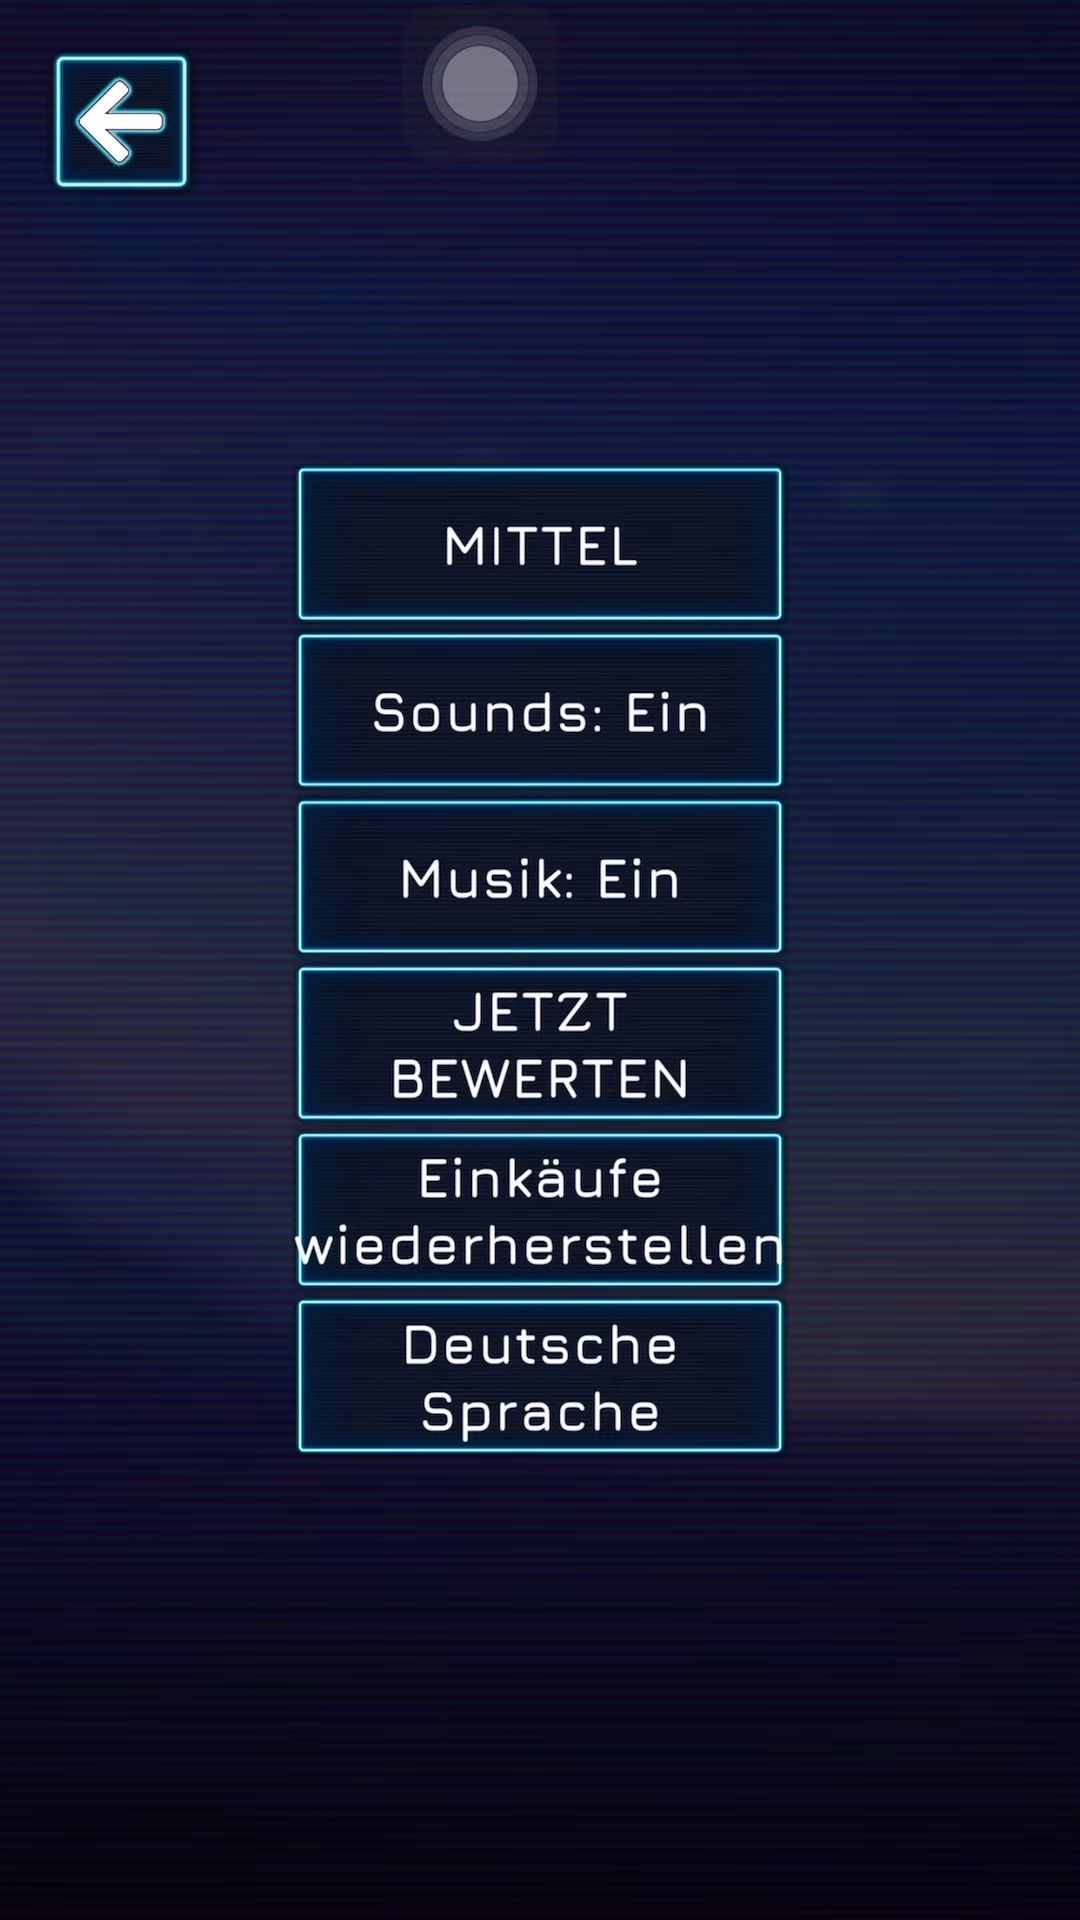 MITTEL
Sounds: Ein
Musik: Ein
JETZT
BEWERTEN
Einkäufe
wiederherstellen
Deutsche
Sprache